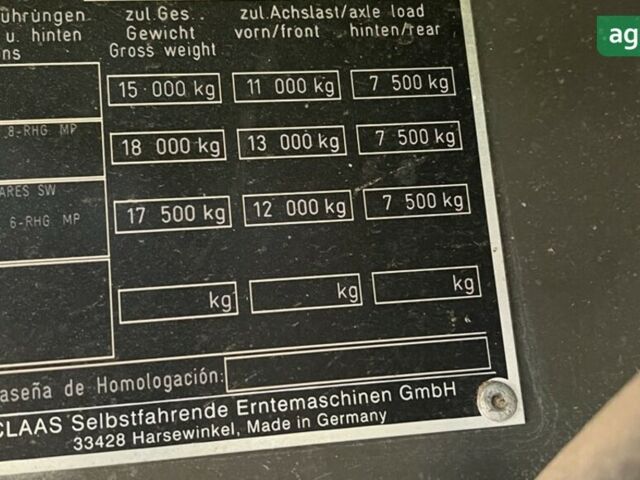 ührungen zul.Ges.. zul.Achslast/axle load
u. hinten Gewicht vorn/front hinten/rear
ns Gross weight
15 000 kg 11 000 kg 7 500 kg
8-RHG MP
18 000 kg 13 000 kg 7 500 kg
ARES SW
6-RHG MP 17 500 kg 12 000 kg 7 500 kg
kg kg kg
aseña de Homologación:
CLAAS Selbstfahrende Erntemaschinen GmbH
33428 Harsewinkel, Made in Germany
ag